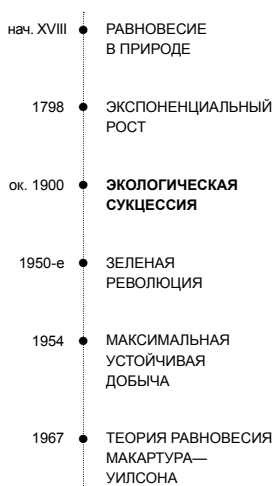 нач. XVIII РАВНОВЕСИЕ
В ПРИРОДЕ
1798 ЭКСПОНЕНЦИАЛЬНЫЙ
РОСТ
ок. 1900 ЭКОЛОГИЧЕСКАЯ
СУКЦЕССИЯ
1950-е ЗЕЛЕНАЯ
РЕВОЛЮЦИЯ
1954 МАКСИМАЛЬНАЯ
УСТОЙЧИВАЯ
ДОБЫЧА
1967 ТЕОРИЯ РАВНОВЕСИЯ
МАКАРТУРА—
УИЛСОНА